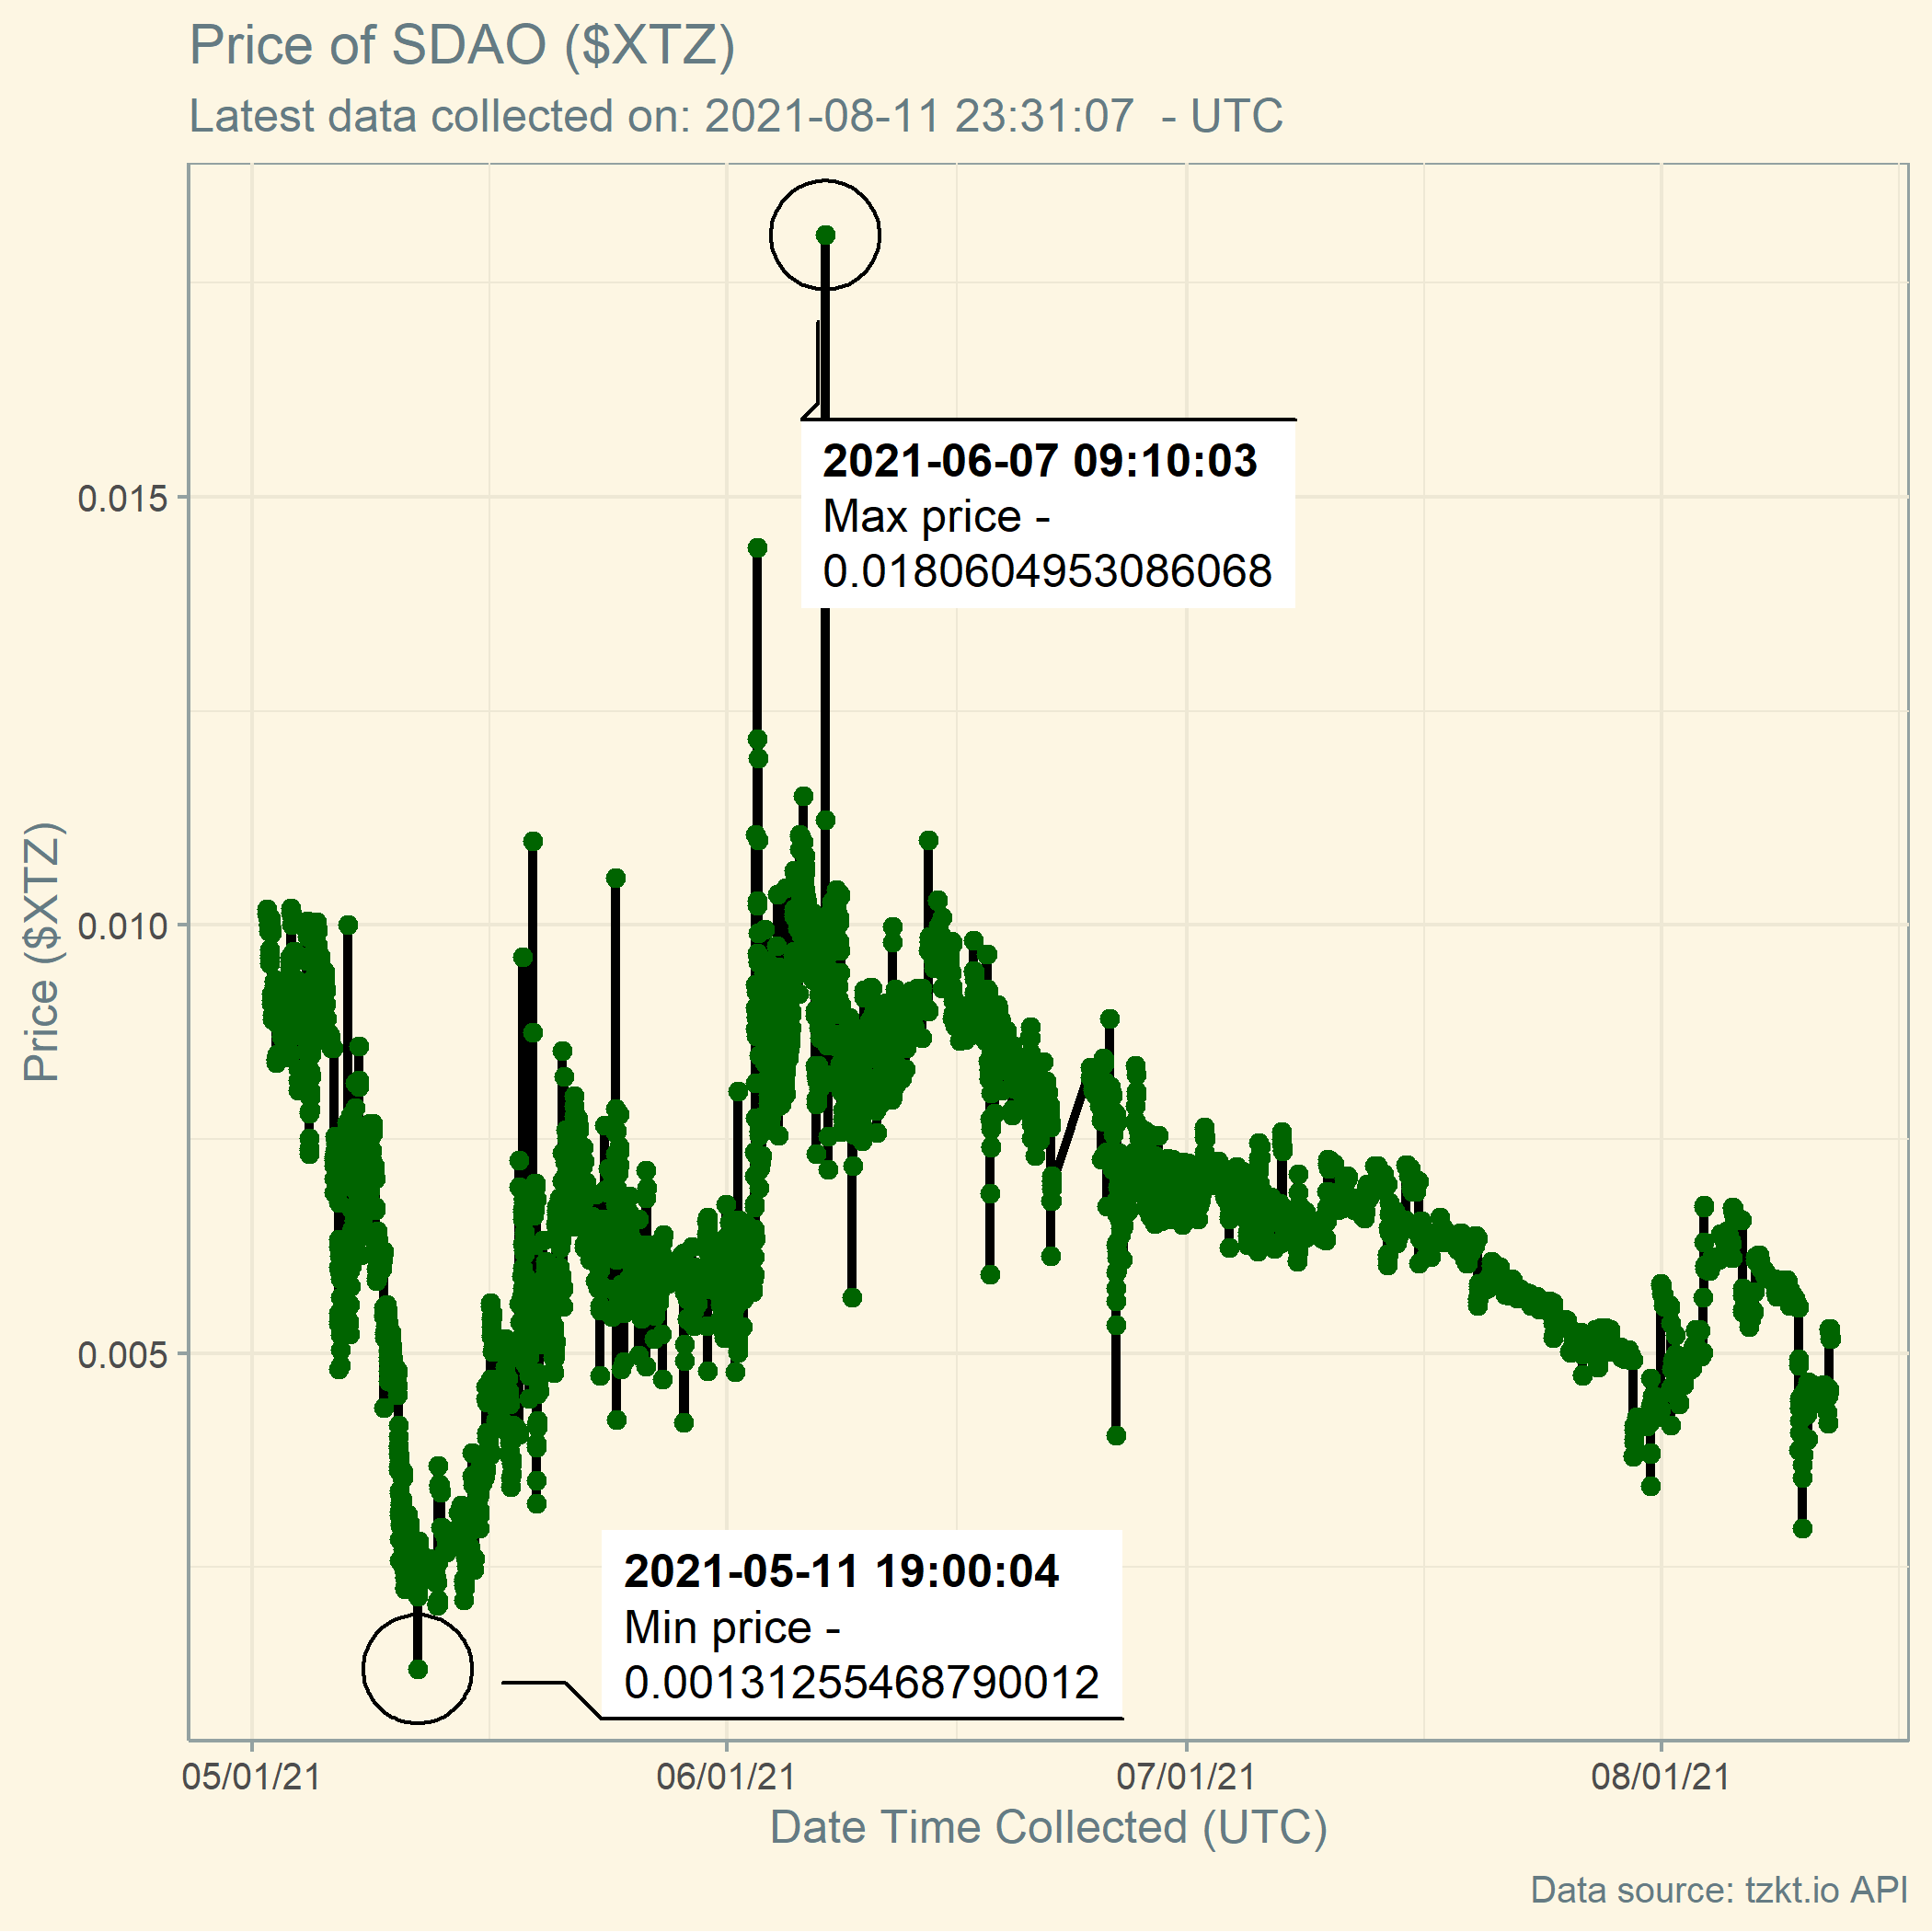 Price of SDAO ($XTZ)
Latest data collected on: 2021-08-11 23:31:07  - UTC
2021-06-07 09:10:03
Max price -
0.0180604953086068
0.015
0.010
0.005
Price ($XTZ)
2021-05-11 19:00:04
Min price -
0.00131255468790012
05/01/21
06/01/21
07/01/21
08/01/21
Date Time Collected (UTC)
Data source: tzkt.io API